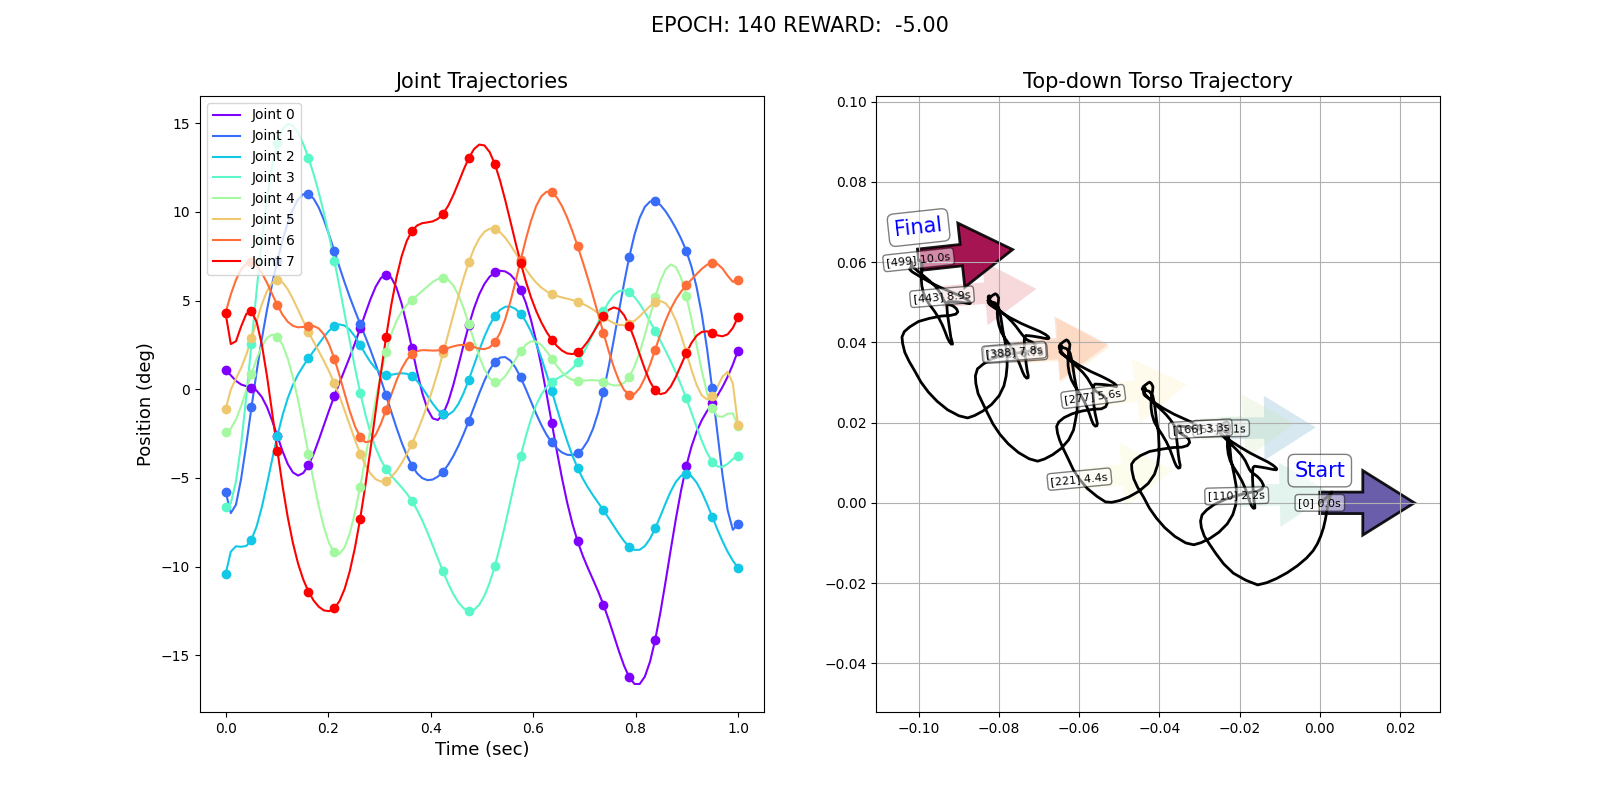 EPOCH: 140 REWARD:  -5.00
Joint Trajectories
Joint 0
Joint 1
Joint 2
Joint 3
Joint 4
Joint 5
Joint 6
Joint 7
15
10
5
0
−5
−10
−15
Position (deg)
0.0 0.2 0.4 0.6 0.8 1.0
Time (sec)
Top-down Torso Trajectory
0.10
0.08
0.06
0.04
0.02
0.00
−0.02
−0.04
Final
[499] 10.0s
[443] 8.9s
[388] 7.8s
[277] 5.6s
[166] 3.3s
[221] 4.4s
[110] 2.2s
Start
[0] 0.0s
−0.10 −0.08 −0.06 −0.04 −0.02 0.00 0.02